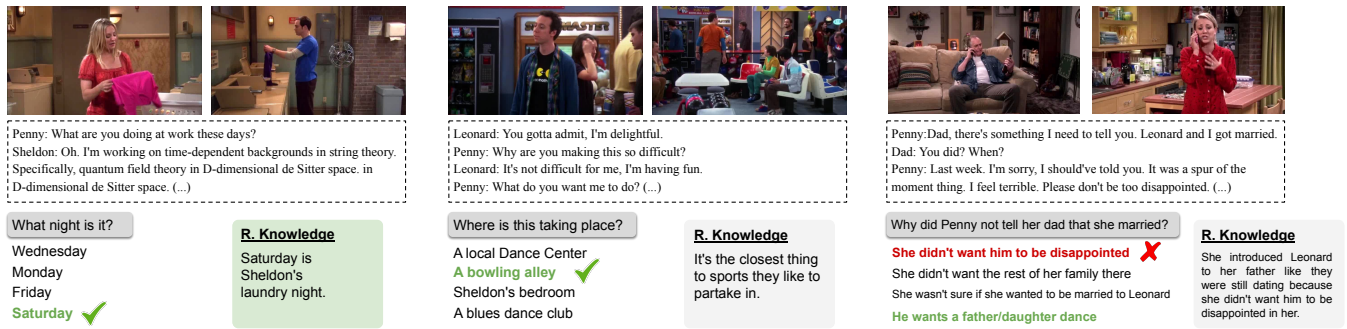 Penny: What are you doing at work these days?
Sheldon: Oh. I'm working on time-dependent backgrounds in string theory.
Specifically, quantum field theory in D-dimensional de Sitter space. in
D-dimensional de Sitter space. (...)
What night is it?
Wednesday
Monday
Friday
Saturday
R. Knowledge
Saturday is
Sheldon's
laundry night.
Leonard: You gotta admit, I'm delightful.
Penny: Why are you making this so difficult?
Leonard: It's not difficult for me, I'm having fun.
Penny: What do you want me to do? (...)
Where is this taking place?
A local Dance Center
A bowling alley
Sheldon's bedroom
A blues dance club
R. Knowledge
It's the closest thing
to sports they like to
partake in.
Penny:Dad, there's something I need to tell you. Leonard and I got married.
Dad: You did? When?
Penny: Last week. I'm sorry, I should've told you. It was a spur of the
moment thing. I feel terrible. Please don't be too disappointed. (...)
Why did Penny not tell her dad that she married?
She didn't want him to be disappointed
She didn't want the rest of her family there
She wasn't sure if she wanted to be married to Leonard
He wants a father/daughter dance
R. Knowledge
She introduced Leonard
to her father like they
were still dating because
she didn't want him to be
disappointed in her.